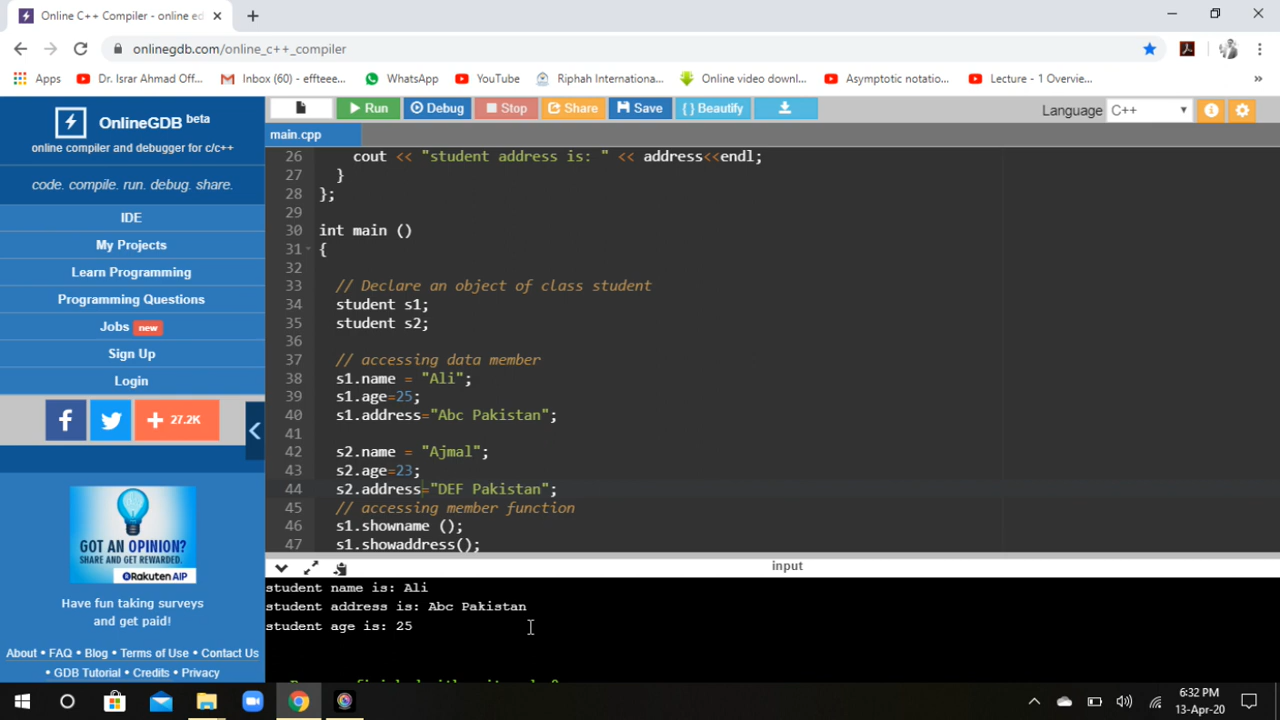 Online C++ Compiler - online ed
onlinegdb.com/online_c++_compiler
Apps
Dr. Israr Ahmad Off...
Inbox (60) - effteee...
WhatsApp
YouTube
Riphah Internationa...
Online video downl...
Asymptotic notatio...
Lecture - 1 Overvie...
»
OnlineGDB beta
online compiler and debugger for c/c++
code. compile. run. debug. share.
IDE
My Projects
Learn Programming
Programming Questions
Jobs new
Sign Up
Login
27.2K
GOT AN OPINION?
SHARE AND GET REWARDED.
Rakuten AIP
Have fun taking surveys
and get paid!
About • FAQ • Blog • Terms of Use • Contact Us
• GDB Tutorial • Credits • Privacy
Run Debug Stop Share Save { } Beautify
Language C++
main.cpp
26 cout << "student address is: " << address<<endl;
27 }
28 };
29
30 int main ()
31 {
32
33 // Declare an object of class student
34 student s1;
35 student s2;
36
37 // accessing data member
38 s1.name = "Ali";
39 s1.age=25;
40 s1.address="Abc Pakistan";
41
42 s2.name = "Ajmal";
43 s2.age=23;
44 s2.address="DEF Pakistan";
45 // accessing member function
46 s1.showname ();
47 s1.showaddress();
input
student name is: Ali
student address is: Abc Pakistan
student age is: 25
6:32 PM
13-Apr-20